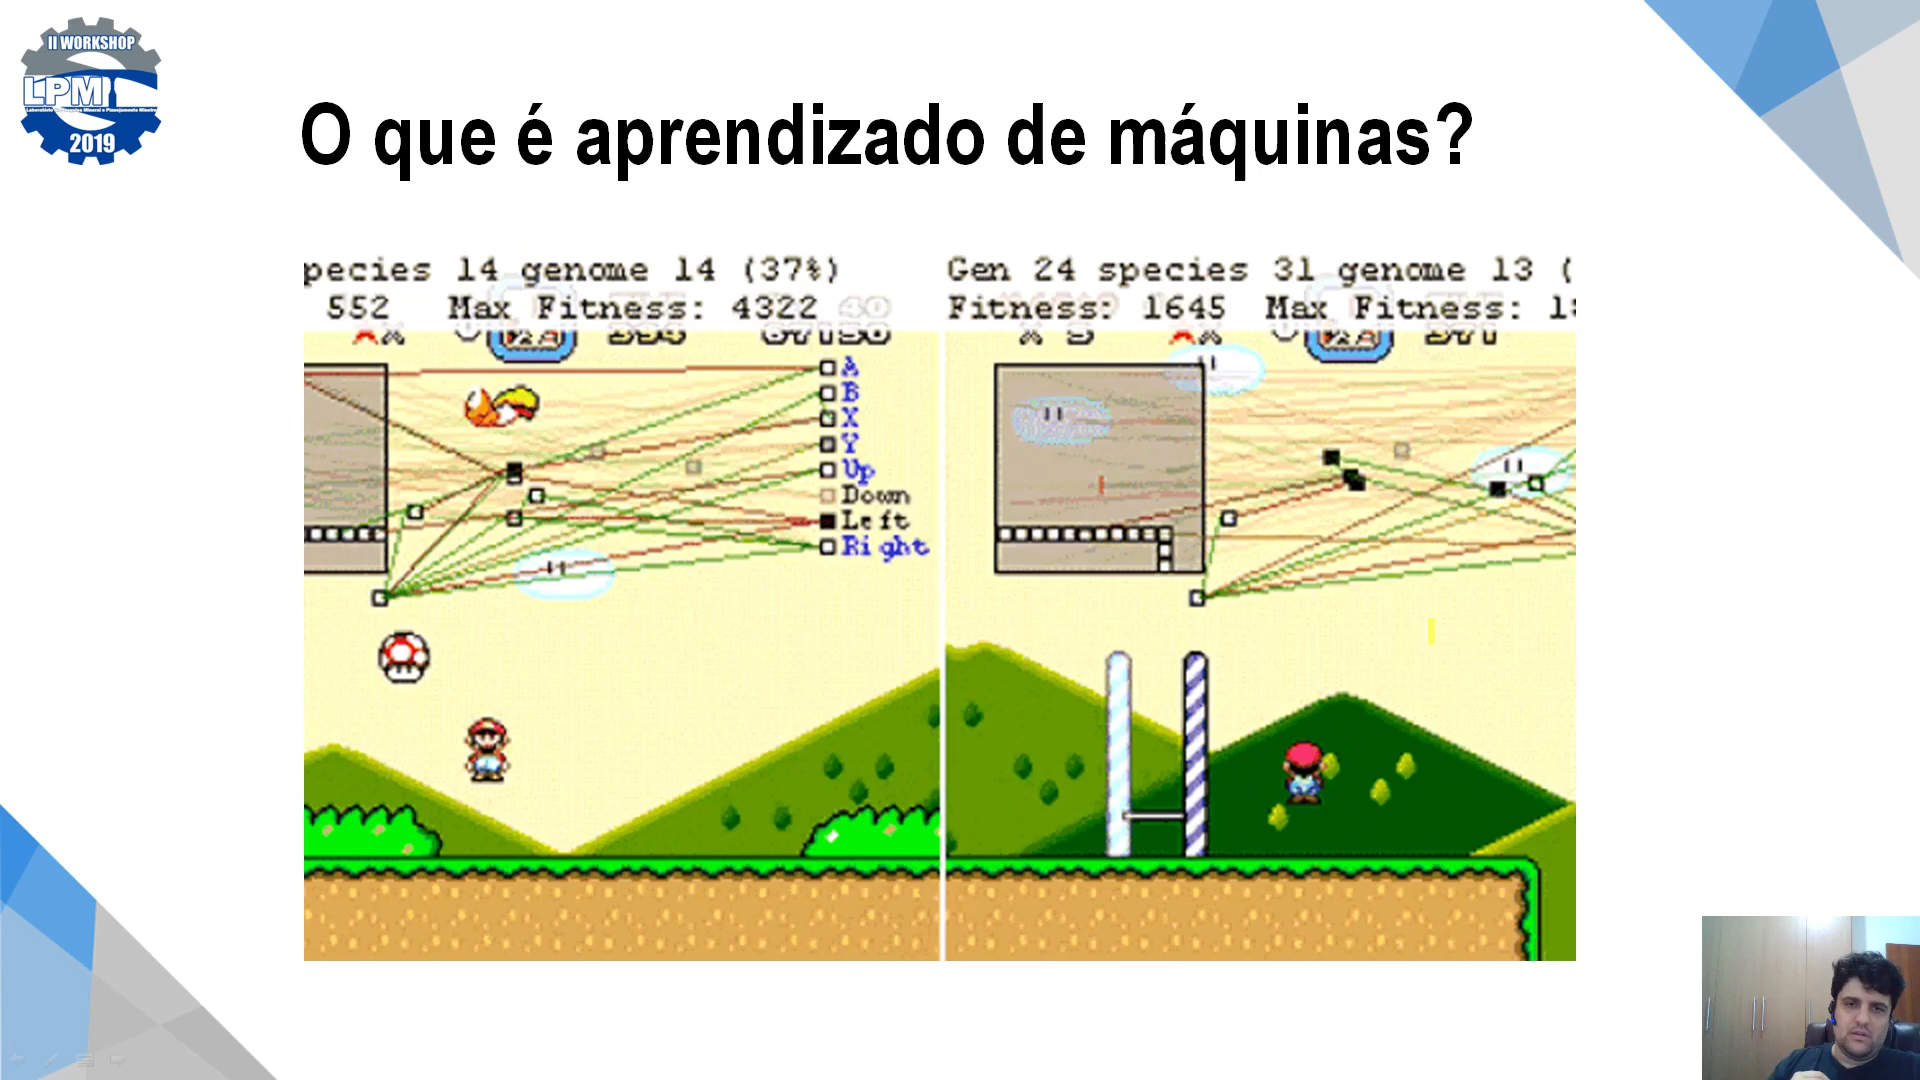 II WORKSHOP
LPM
2019
O que é aprendizado de máquinas?
pecies 14 genome 14 (37%)
552 Max Fitness: 4322
Gen 24 species 31 genome 13 (
Fitness: 1645 Max Fitness: 18
A
B
X
Y
Up
Down
Left
Right